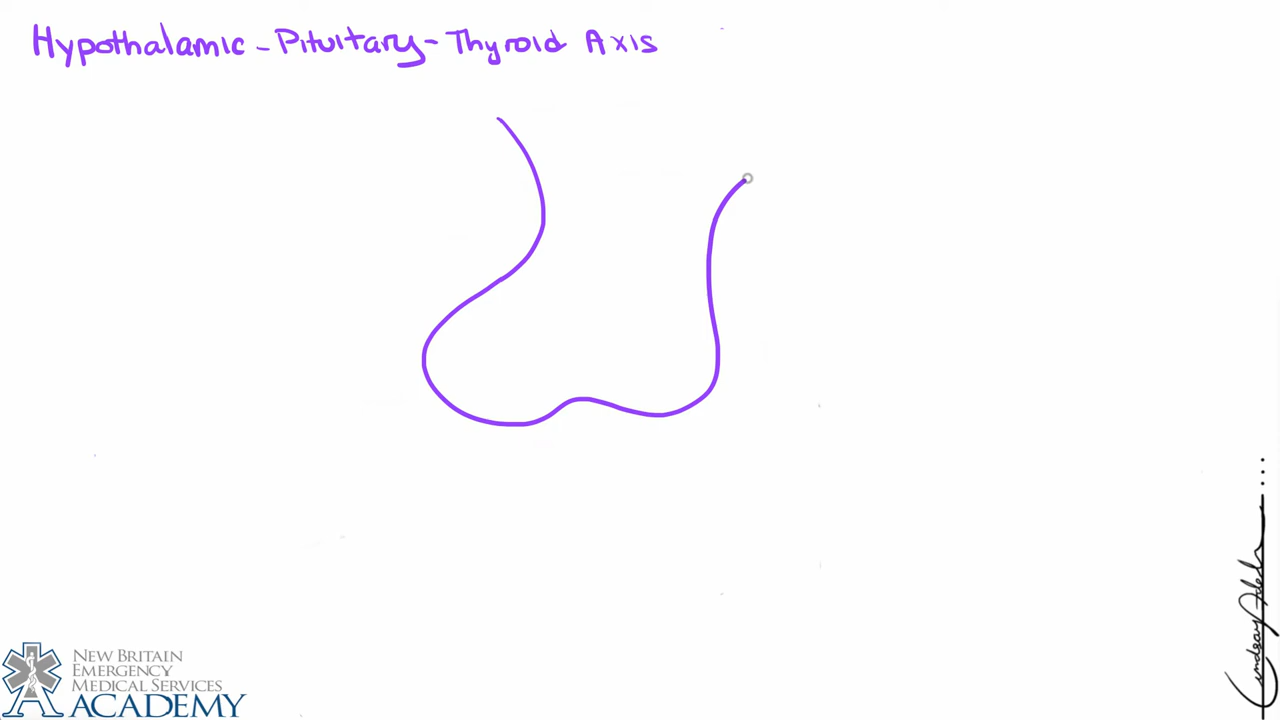 Hypothalamic - Pituitary - Thyroid Axis
NEW BRITAIN
EMERGENCY
MEDICAL SERVICES
ACADEMY